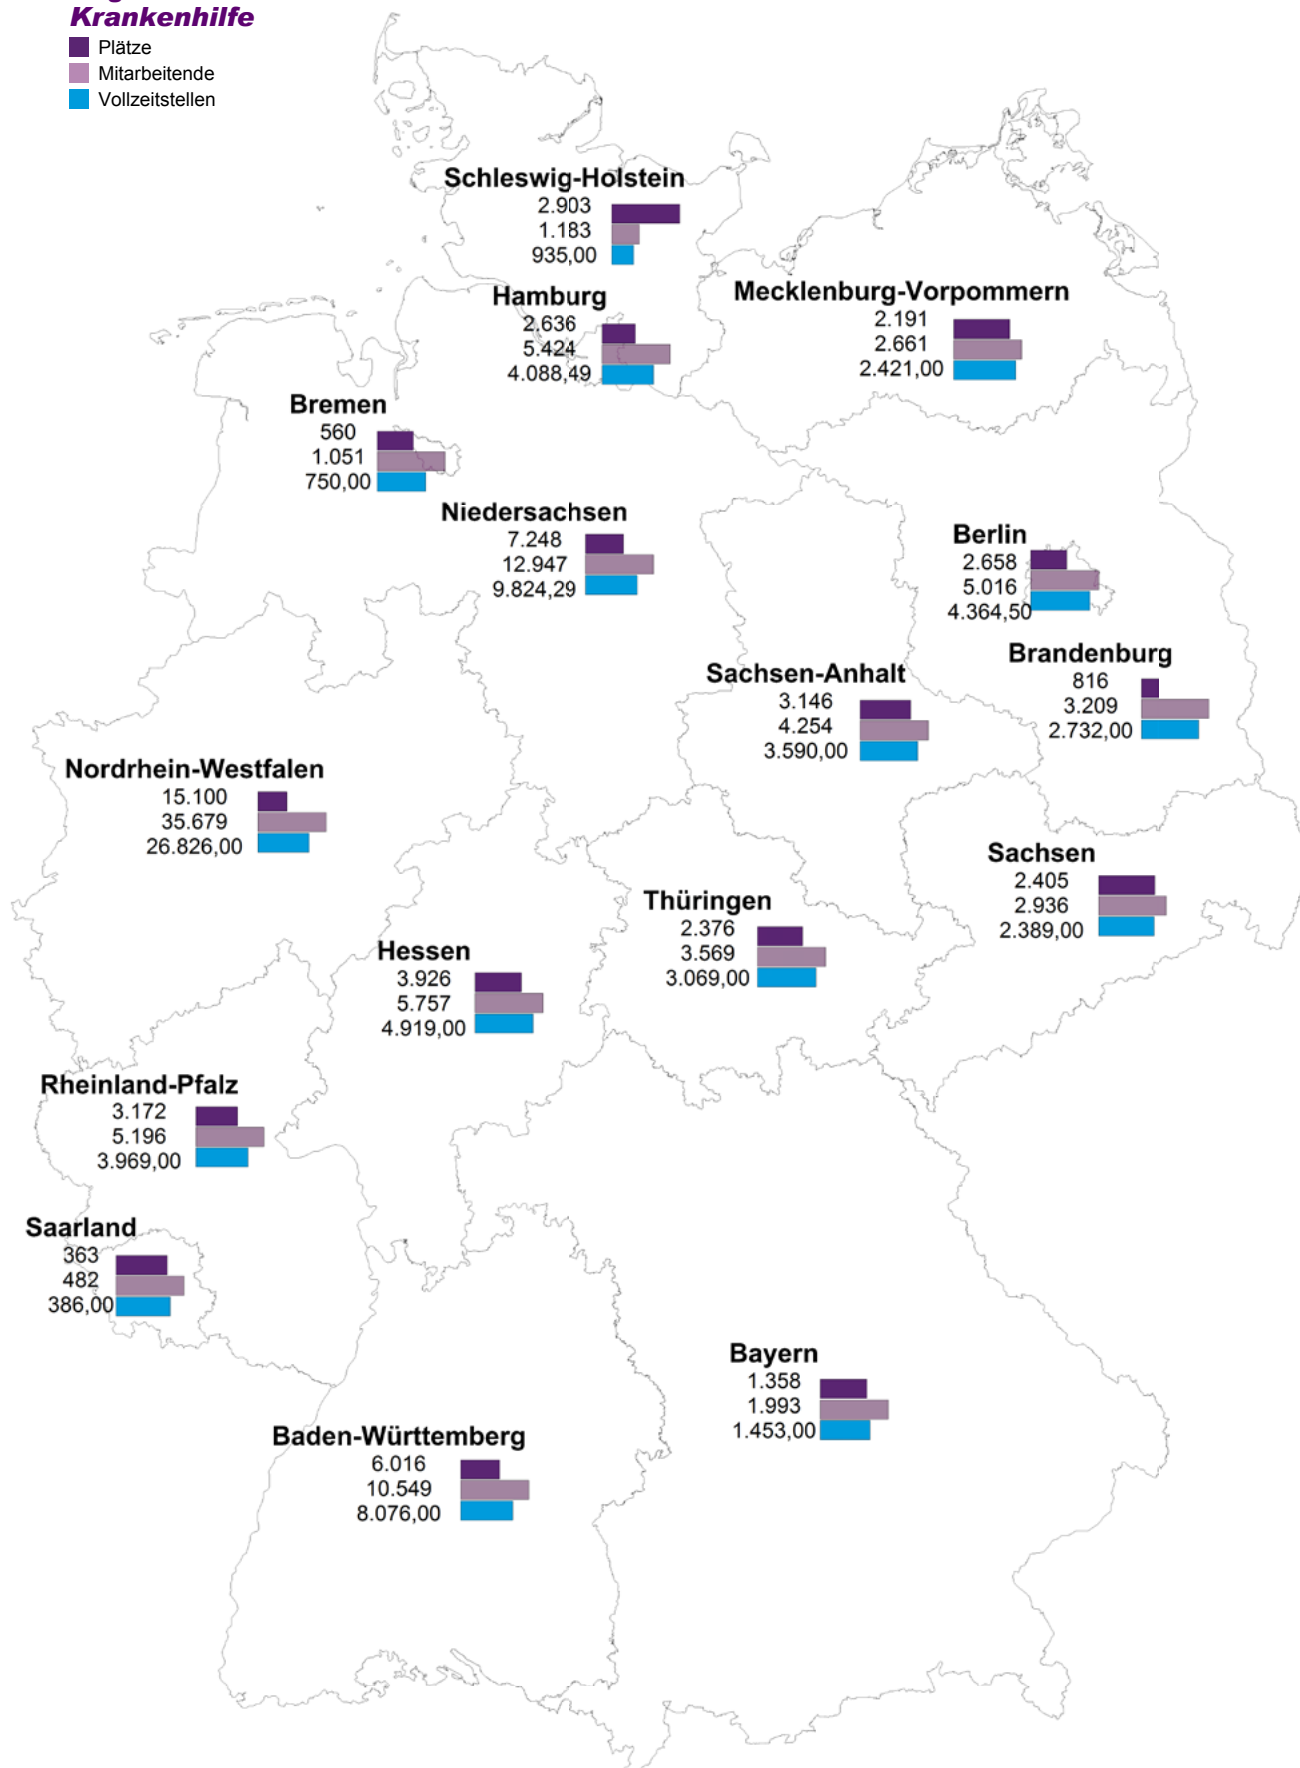 Krankenhilfe
Plätze
Mitarbeitende
Vollzeitstellen
Schleswig-Holstein
2.903
1.183
935,00
Hamburg
2.636
5.424
4.088,49
Mecklenburg-Vorpommern
2.191
2.661
2.421,00
Bremen
560
1.051
750,00
Niedersachsen
7.248
12.947
9.824,29
Berlin
2.658
5.016
4.364,50
Brandenburg
816
3.209
2.732,00
Sachsen-Anhalt
3.146
4.254
3.590,00
Nordrhein-Westfalen
15.100
35.679
26.826,00
Sachsen
2.405
2.936
2.389,00
Thüringen
2.376
3.569
3.069,00
Hessen
3.926
5.757
4.919,00
Rheinland-Pfalz
3.172
5.196
3.969,00
Saarland
363
482
386,00
Bayern
1.358
1.993
1.453,00
Baden-Württemberg
6.016
10.549
8.076,00